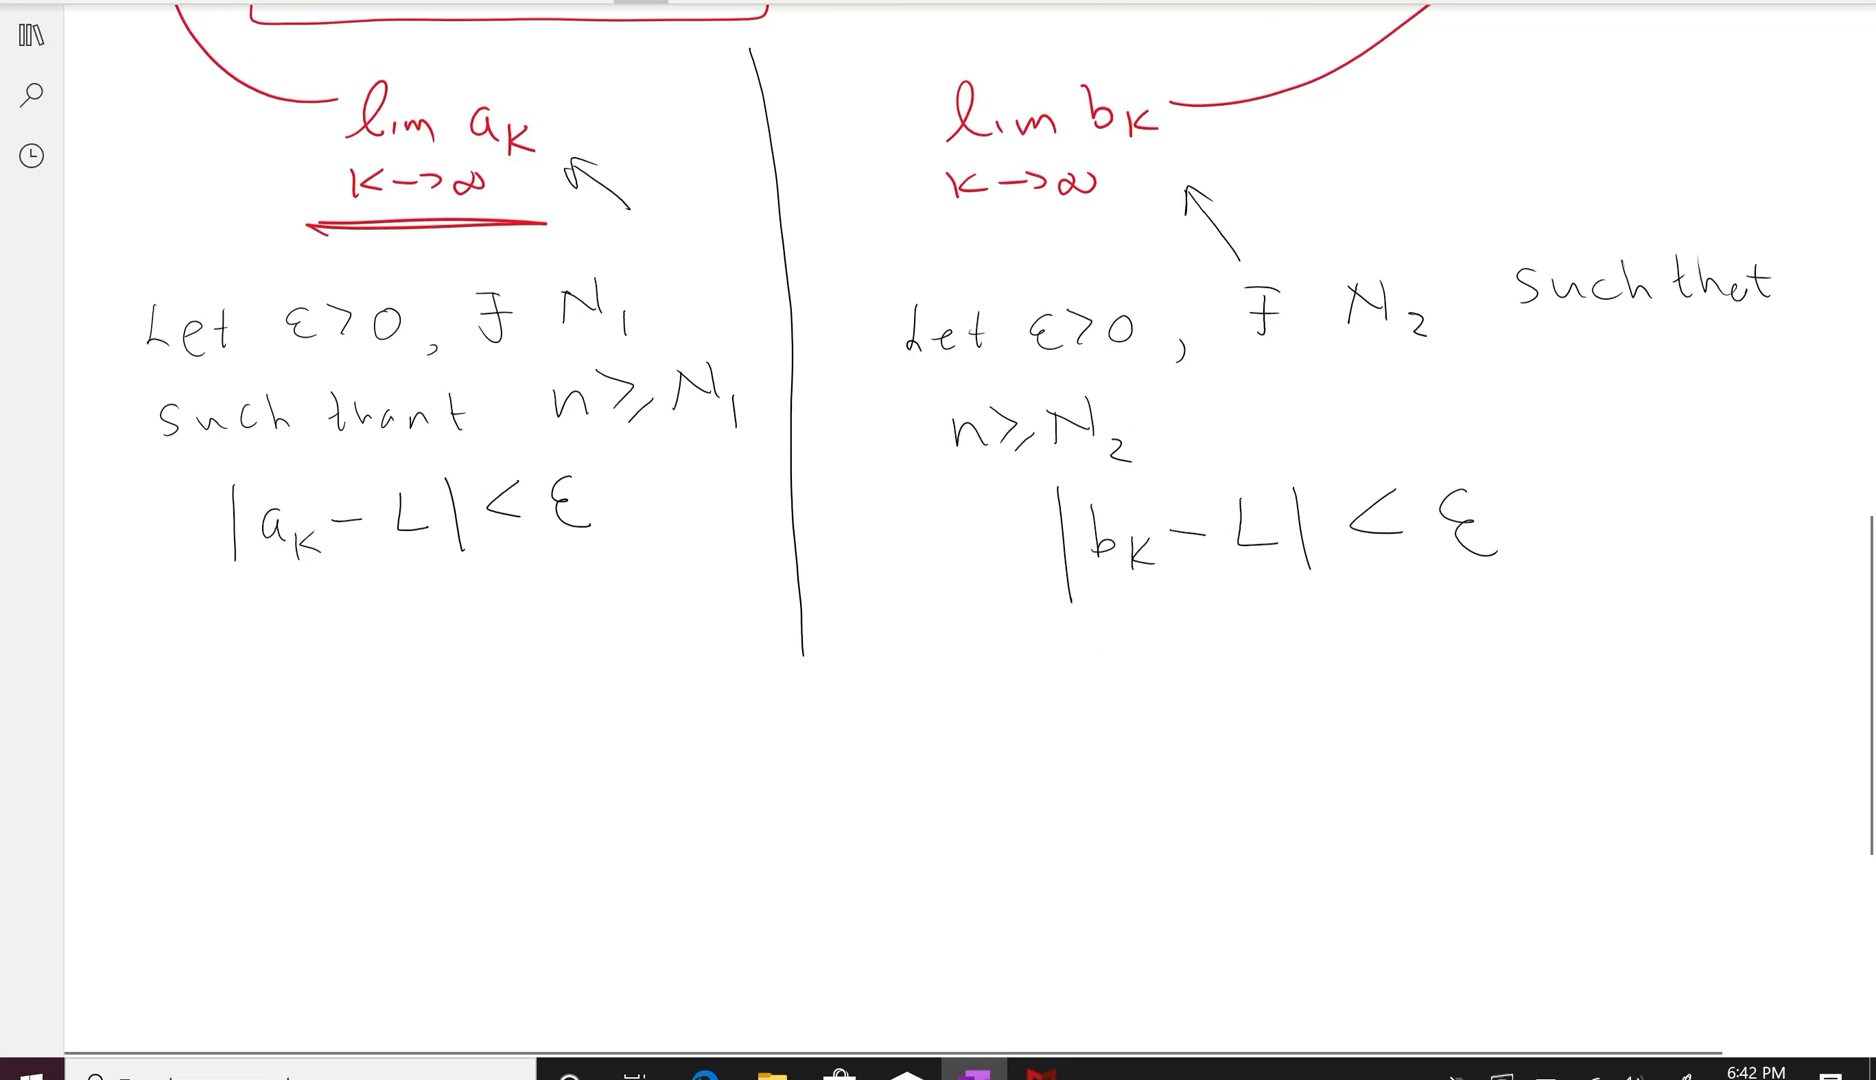 lim a_K
K → ∞
Let ε > 0, ∃ N_1
such thant n ⩾ N_1
|a_K − L| < ε
lim b_K
K → ∞
Let ε > 0, ∃ N_2 such that
n ⩾ N_2
|b_K − L| < ε
6:42 PM